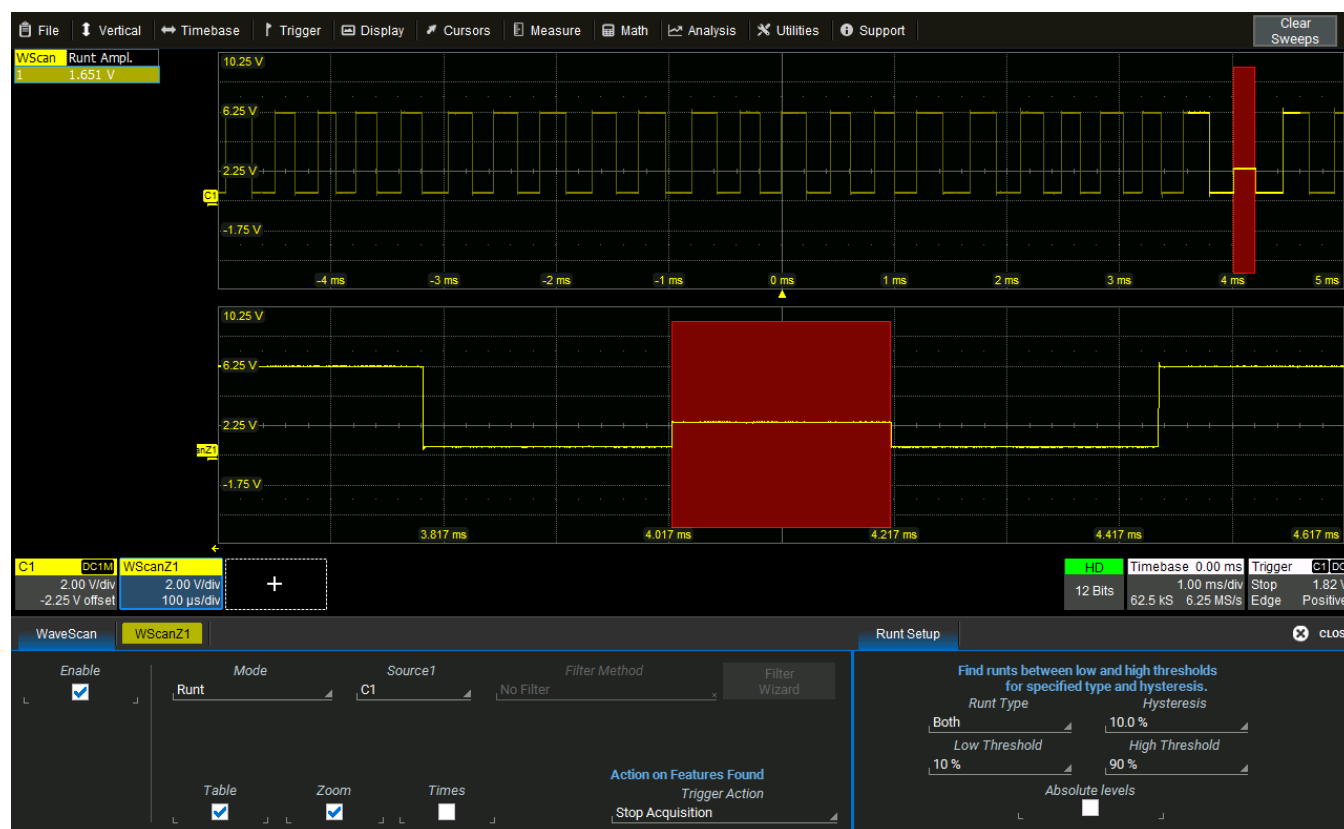 File Vertical Timebase Trigger Display Cursors Measure Math Analysis Utilities Support Clear Sweeps
WScan Runt Ampl.
1 1.651 V
10.25 V
6.25 V
2.25 V
C1
-1.75 V
-4 ms -3 ms -2 ms -1 ms 0 ms 1 ms 2 ms 3 ms 4 ms 5 ms
10.25 V
6.25 V
2.25 V
anZ1
-1.75 V
3.817 ms 4.017 ms 4.217 ms 4.417 ms 4.617 ms
C1 DC1M WScanZ1 HD Timebase 0.00 ms Trigger C1 DC
2.00 V/div 2.00 V/div + 12 Bits 1.00 ms/div Stop 1.82 V
-2.25 V offset 100 µs/div 62.5 kS 6.25 MS/s Edge Positive
WaveScan WScanZ1 Runt Setup CLOS
Enable Mode Source1 Filter Method Filter Wizard
Runt C1 No Filter
Find runts between low and high thresholds
for specified type and hysteresis.
Runt Type Hysteresis
Both 10.0 %
Low Threshold High Threshold
10 % 90 %
Action on Features Found
Table Zoom Times Trigger Action
Stop Acquisition
Absolute levels